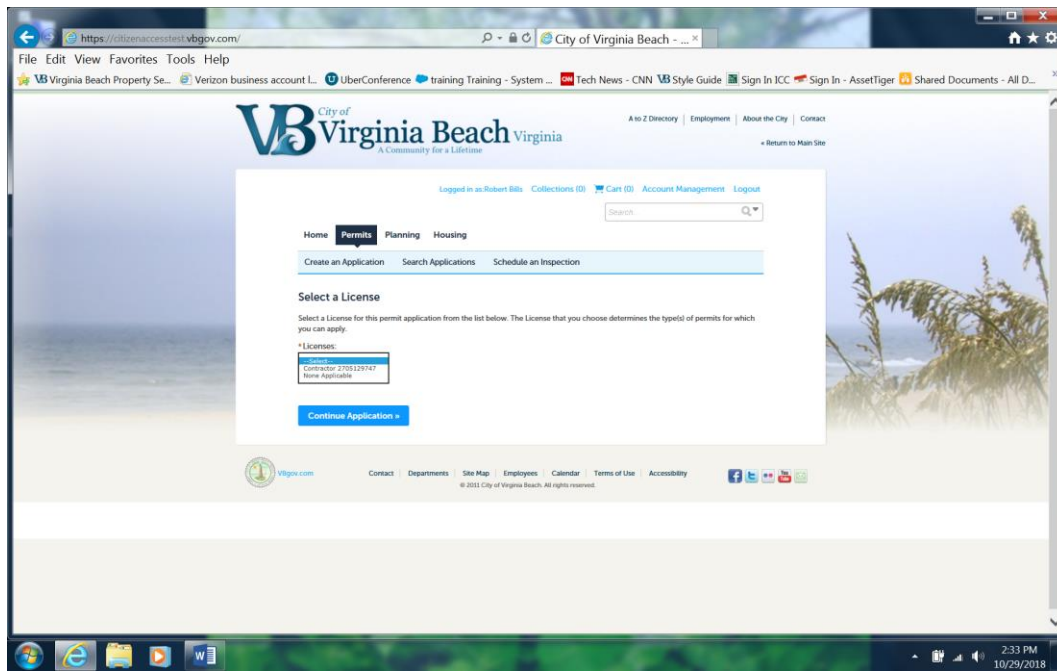 https://citizenaccesstest.vbgov.com/
City of Virginia Beach - ... ×
File Edit View Favorites Tools Help
Virginia Beach Property Se... Verizon business account l... UberConference training Training - System ... Tech News - CNN VB Style Guide Sign In ICC Sign In - AssetTiger Shared Documents - All D...
VB City of
Virginia Beach Virginia
A Community for a Lifetime
A to Z Directory | Employment | About the City | Contact
« Return to Main Site
Logged in as:Robert Bills Collections (0) Cart (0) Account Management Logout
Search...
Home Permits Planning Housing
Create an Application Search Applications Schedule an Inspection
Select a License
Select a License for this permit application from the list below. The License that you choose determines the type(s) of permits for which
you can apply.
* Licenses:
--Select--
Contractor 2705129747
None Applicable
Continue Application »
VBgov.com Contact | Departments | Site Map | Employees | Calendar | Terms of Use | Accessibility
© 2011 City of Virginia Beach. All rights reserved.
2:33 PM
10/29/2018